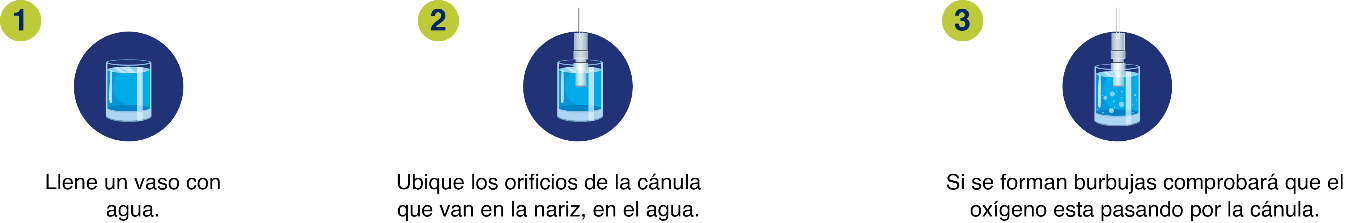 1
Llene un vaso con
agua.
2
Ubique los orificios de la cánula
que van en la nariz, en el agua.
3
Si se forman burbujas comprobará que el
oxígeno esta pasando por la cánula.